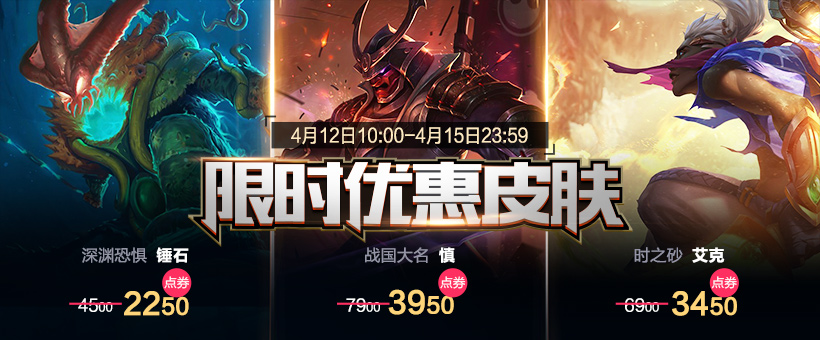 4月12日10:00-4月15日23:59
限时优惠皮肤
深渊恐惧 锤石
4500 2250 点券
战国大名 慎
7900 3950 点券
时之砂 艾克
6900 3450 点券